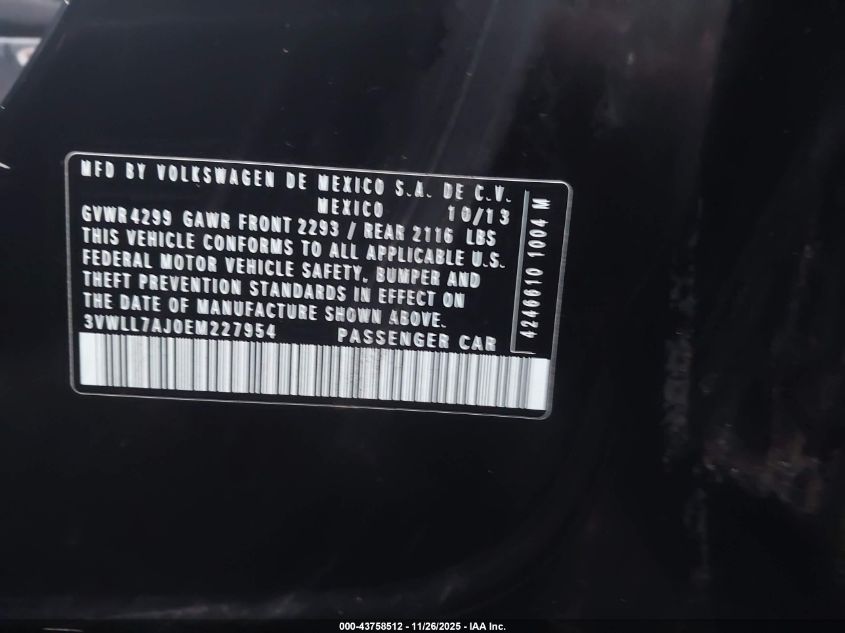 MFD BY VOLKSWAGEN DE MEXICO S.A. DE C.V.
MEXICO 10/13
GVWR 4299 GAWR FRONT 2293 / REAR 2116 LBS
THIS VEHICLE CONFORMS TO ALL APPLICABLE U.S.
FEDERAL MOTOR VEHICLE SAFETY, BUMPER AND
THEFT PREVENTION STANDARDS IN EFFECT ON
THE DATE OF MANUFACTURE SHOWN ABOVE.
3VWLL7AJ0EM227954 PASSENGER CAR
4246610 1004 M
000-43758512 - 11/26/2025 - IAA Inc.